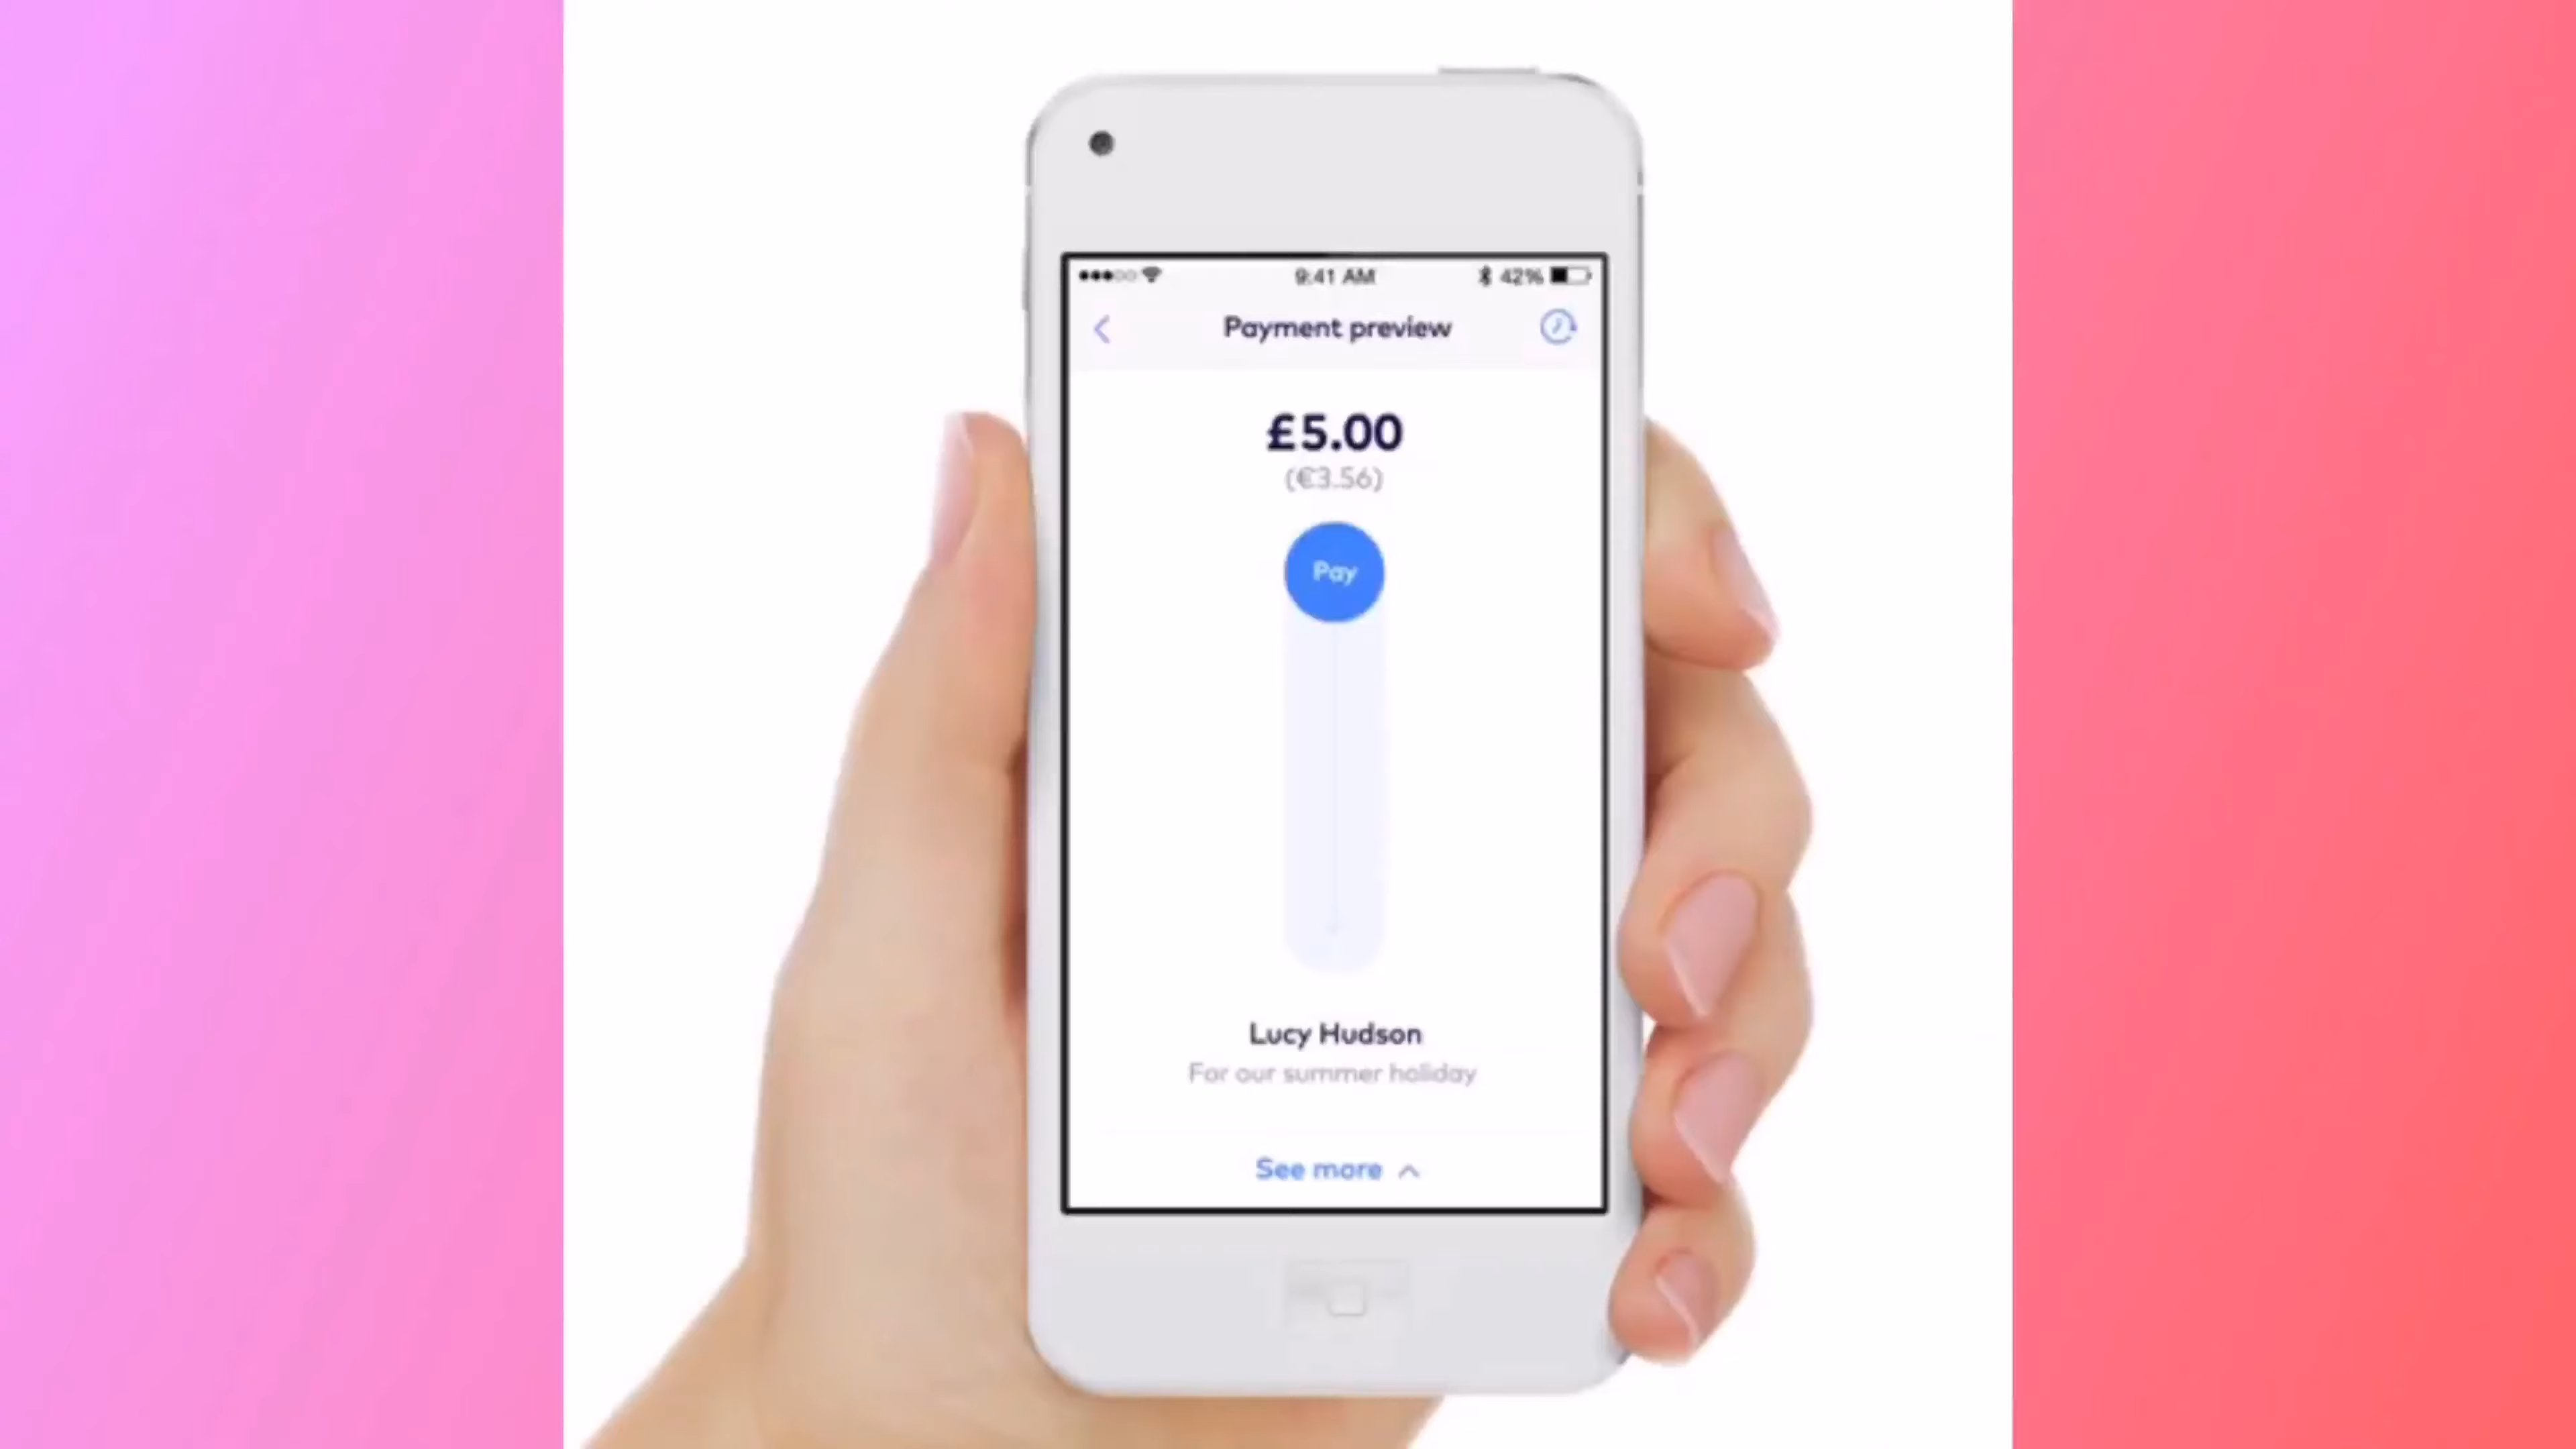 9:41 AM
42%
Payment preview
£5.00
(€3.56)
Pay
Lucy Hudson
For our summer holiday
See more